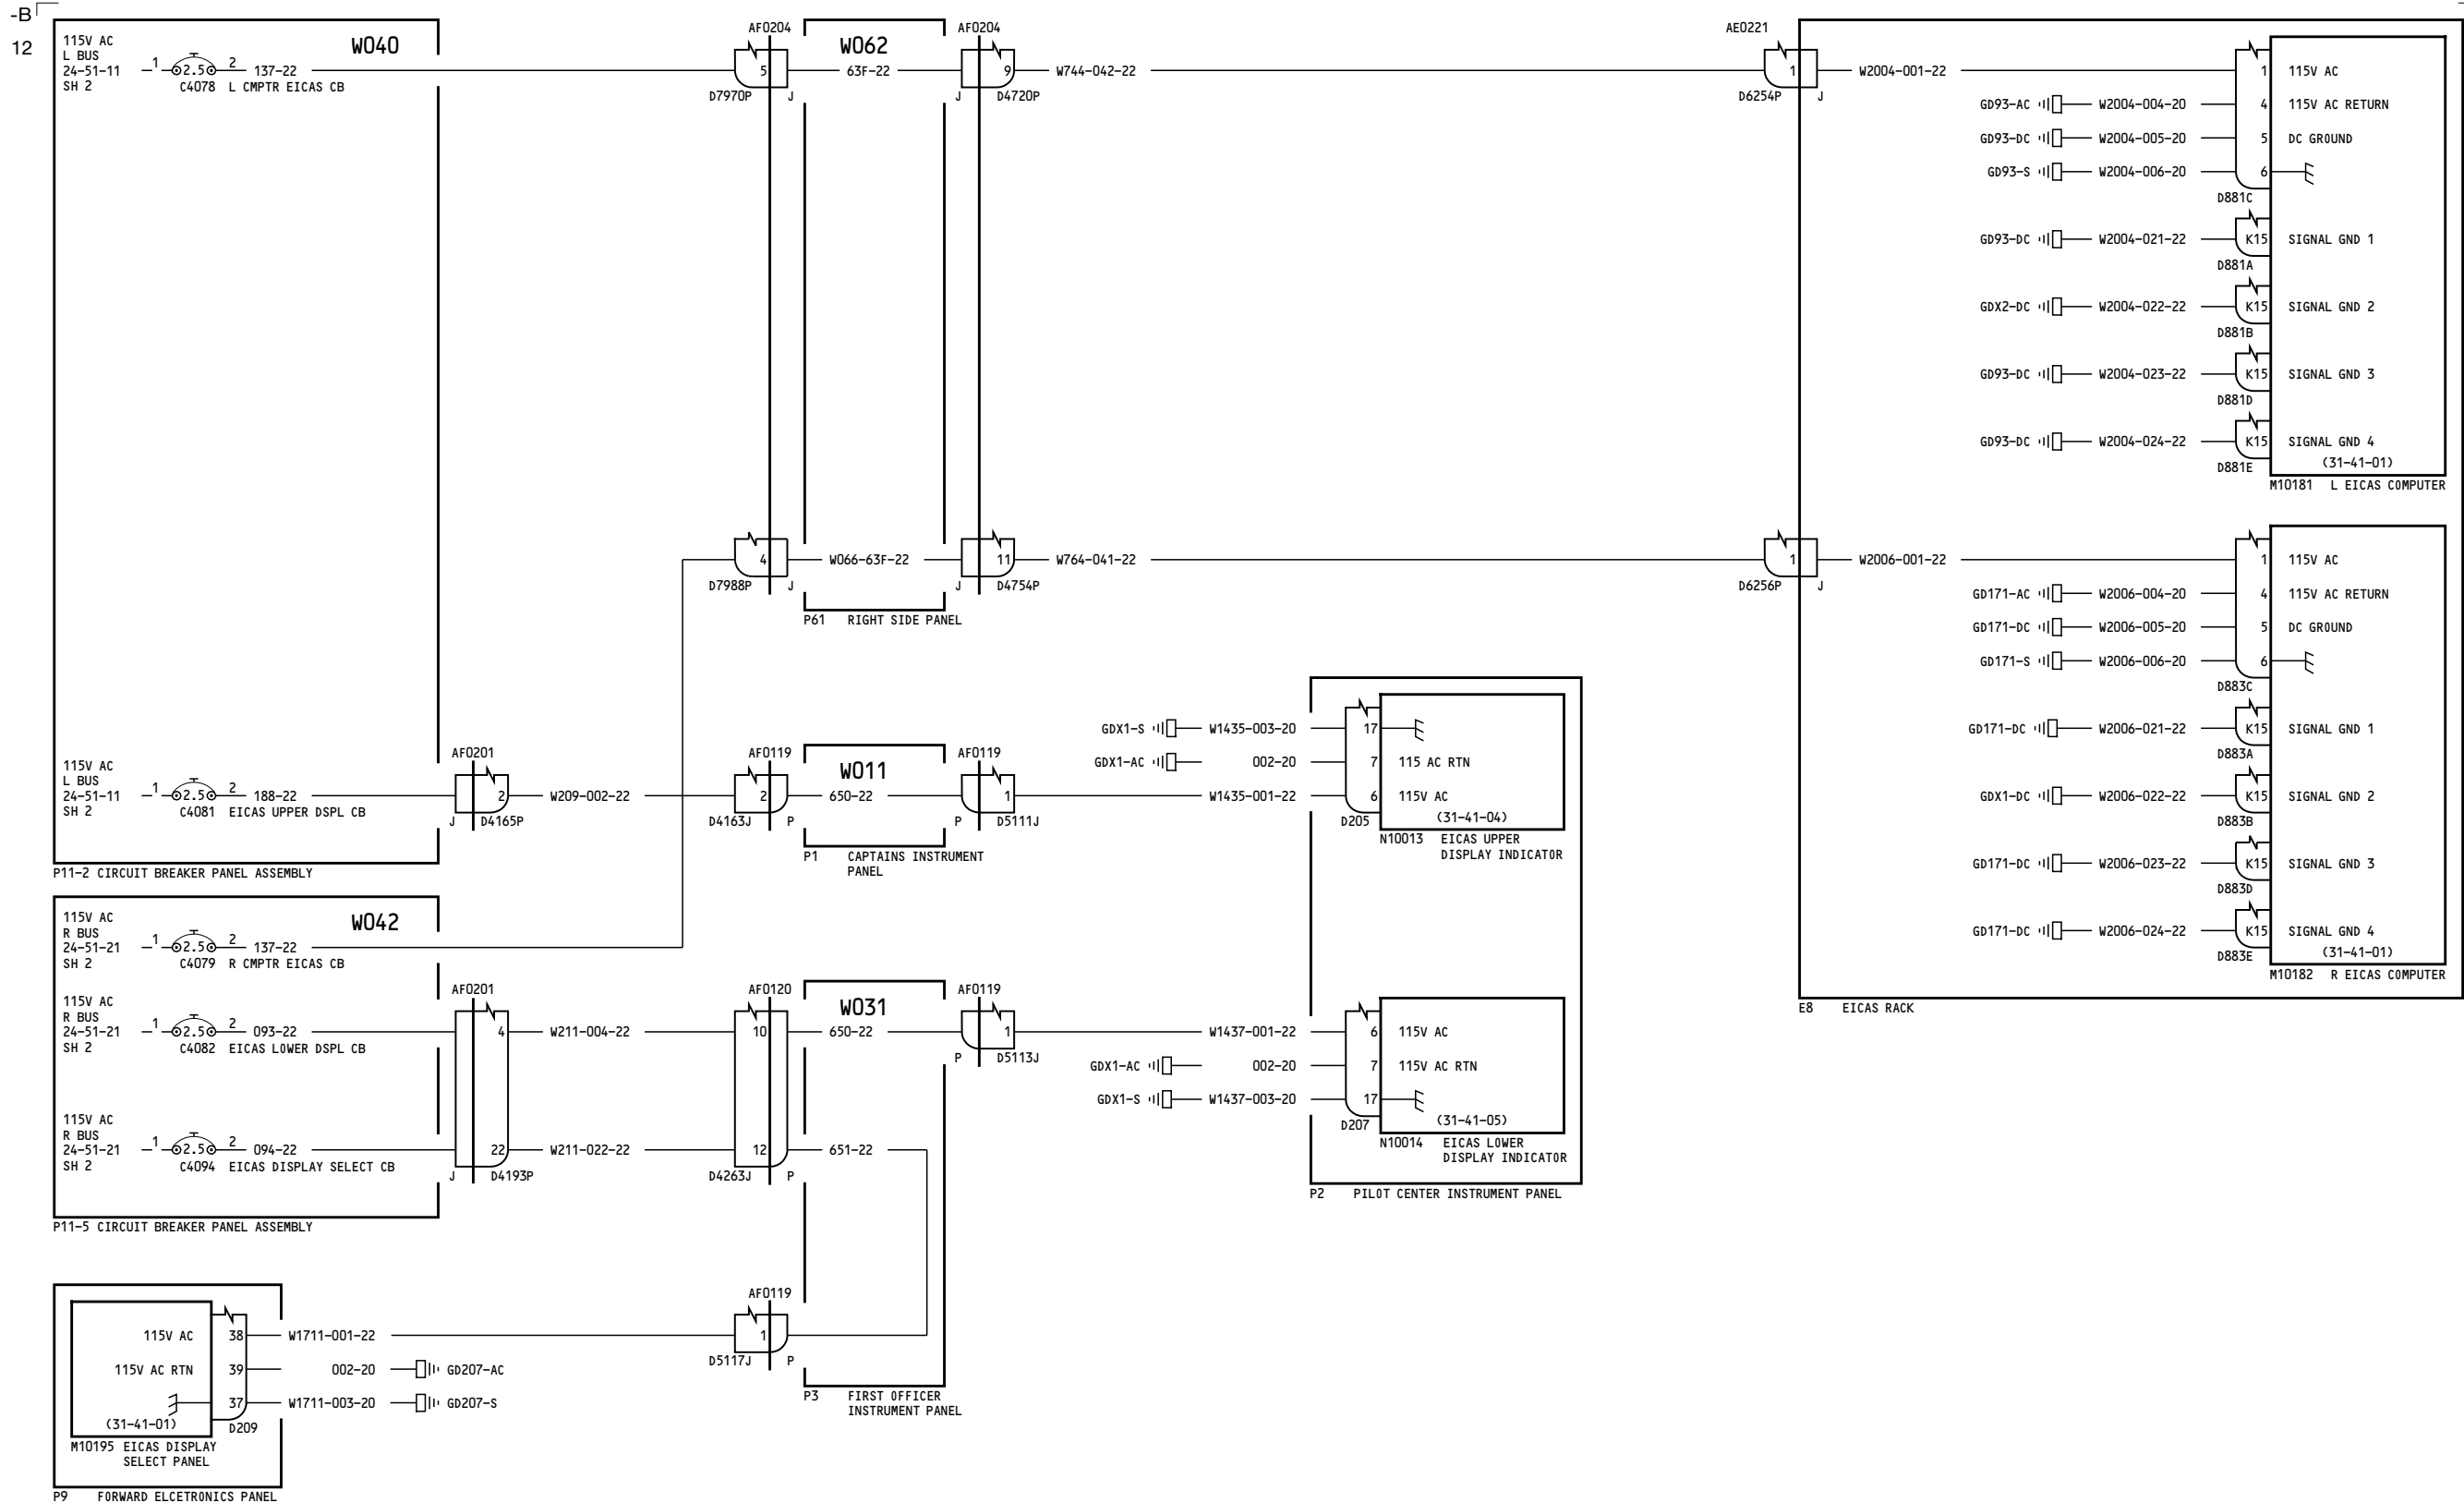 -B
12
115V AC
L BUS
24-51-11
SH 2
1
2.5
2
137-22
C4078 L CMPTR EICAS CB
W040
AF0204
5
D7970P
J
W062
63F-22
AF0204
9
J
D4720P
W744-042-22
AE0221
1
D6254P
J
W2004-001-22
1
115V AC
GD93-AC
W2004-004-20
4
115V AC RETURN
GD93-DC
W2004-005-20
5
DC GROUND
GD93-S
W2004-006-20
6
D881C
GD93-DC
W2004-021-22
K15
SIGNAL GND 1
D881A
GDX2-DC
W2004-022-22
K15
SIGNAL GND 2
D881B
GD93-DC
W2004-023-22
K15
SIGNAL GND 3
D881D
GD93-DC
W2004-024-22
K15
SIGNAL GND 4
(31-41-01)
D881E
M10181 L EICAS COMPUTER
4
D7988P
J
W066-63F-22
11
J
D4754P
W764-041-22
1
D6256P
J
W2006-001-22
1
115V AC
P61 RIGHT SIDE PANEL
GD171-AC
W2006-004-20
4
115V AC RETURN
GD171-DC
W2006-005-20
5
DC GROUND
GD171-S
W2006-006-20
6
D883C
GD171-DC
W2006-021-22
K15
SIGNAL GND 1
D883A
GDX1-DC
W2006-022-22
K15
SIGNAL GND 2
D883B
GD171-DC
W2006-023-22
K15
SIGNAL GND 3
D883D
GD171-DC
W2006-024-22
K15
SIGNAL GND 4
(31-41-01)
D883E
M10182 R EICAS COMPUTER
E8 EICAS RACK
115V AC
L BUS
24-51-11
SH 2
1
2.5
2
188-22
C4081 EICAS UPPER DSPL CB
P11-2 CIRCUIT BREAKER PANEL ASSEMBLY
AF0201
2
J
D4165P
W209-002-22
AF0119
2
D4163J
P
W011
650-22
AF0119
1
P
D5111J
P1 CAPTAINS INSTRUMENT
PANEL
GDX1-S
W1435-003-20
17
GDX1-AC
002-20
7
115 AC RTN
W1435-001-22
6
115V AC
(31-41-04)
D205
N10013 EICAS UPPER
DISPLAY INDICATOR
115V AC
R BUS
24-51-21
SH 2
1
2.5
2
137-22
C4079 R CMPTR EICAS CB
W042
115V AC
R BUS
24-51-21
SH 2
1
2.5
2
093-22
C4082 EICAS LOWER DSPL CB
115V AC
R BUS
24-51-21
SH 2
1
2.5
2
094-22
C4094 EICAS DISPLAY SELECT CB
P11-5 CIRCUIT BREAKER PANEL ASSEMBLY
AF0201
4
22
J
D4193P
W211-004-22
W211-022-22
AF0120
10
12
D4263J
P
W031
650-22
651-22
AF0119
1
P
D5113J
W1437-001-22
6
115V AC
GDX1-AC
002-20
7
115V AC RTN
GDX1-S
W1437-003-20
17
(31-41-05)
D207
N10014 EICAS LOWER
DISPLAY INDICATOR
P2 PILOT CENTER INSTRUMENT PANEL
AF0119
1
D5117J
P
P3 FIRST OFFICER
INSTRUMENT PANEL
115V AC
38
W1711-001-22
115V AC RTN
39
002-20
GD207-AC
37
W1711-003-20
GD207-S
(31-41-01)
D209
M10195 EICAS DISPLAY
SELECT PANEL
P9 FORWARD ELCETRONICS PANEL